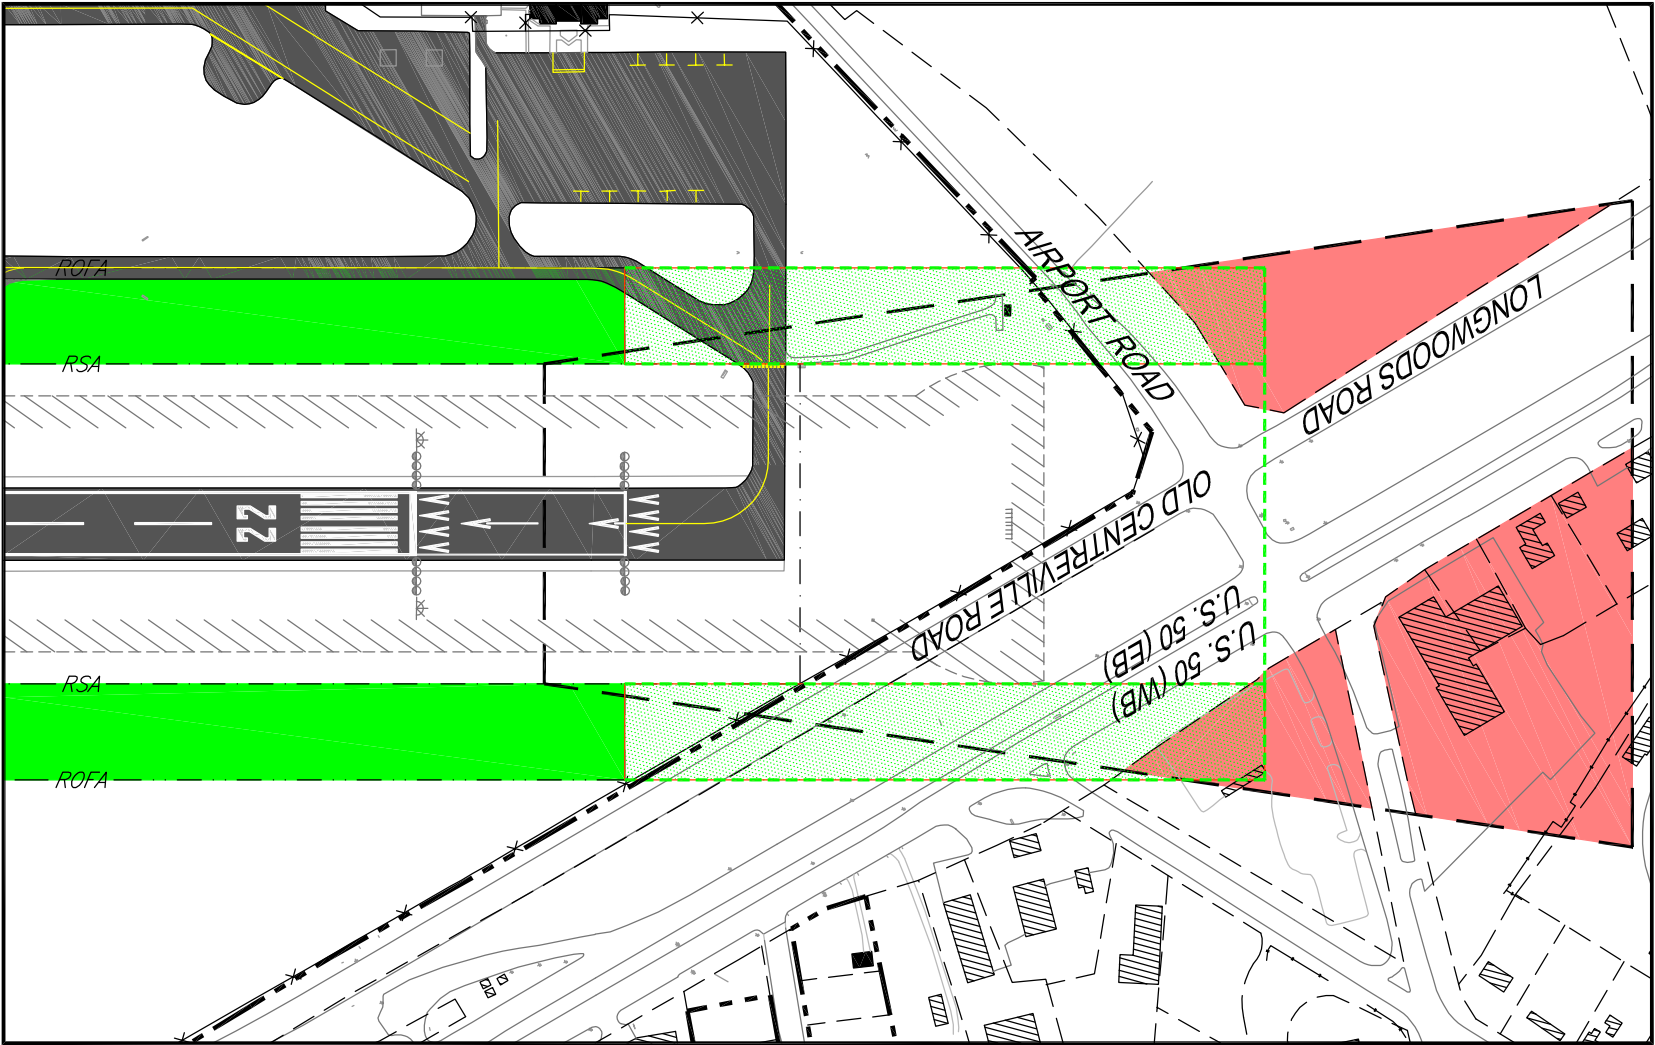 ROFA
AIRPORT ROAD
LONGWOODS ROAD
RSA
22
OLD CENTREVILLE ROAD
U.S. 50 (EB)
U.S. 50 (WB)
RSA
ROFA